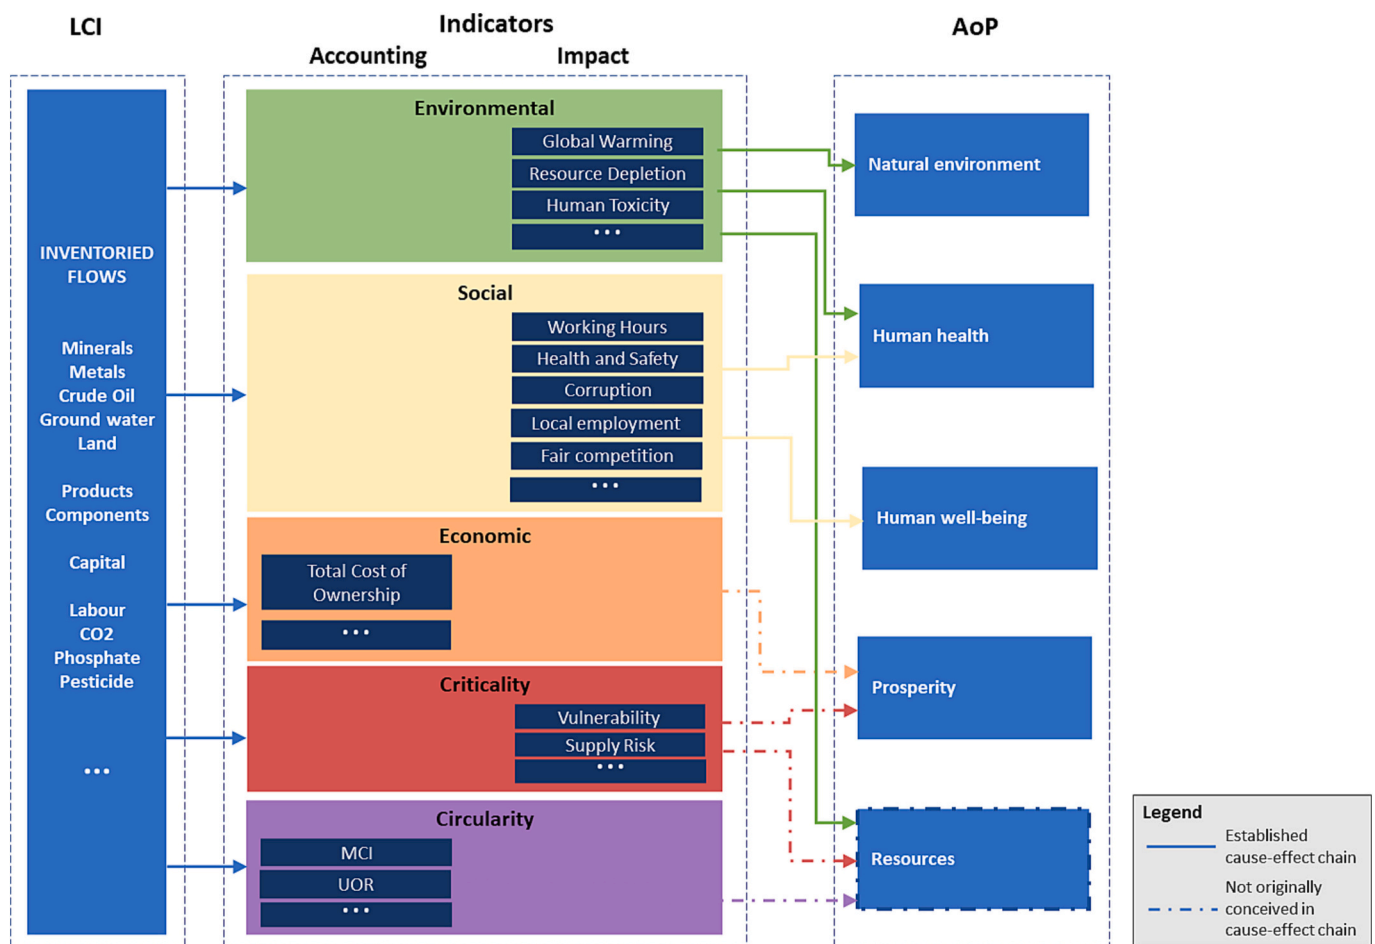 LCI
Indicators
AoP
Accounting
Impact
INVENTORIED
FLOWS
Minerals
Metals
Crude Oil
Ground water
Land
Products
Components
Capital
Labour
CO2
Phosphate
Pesticide
...
Environmental
Global Warming
Resource Depletion
Human Toxicity
...
Social
Working Hours
Health and Safety
Corruption
Local employment
Fair competition
...
Economic
Total Cost of
Ownership
...
Criticality
Vulnerability
Supply Risk
...
Circularity
MCI
UOR
...
Natural environment
Human health
Human well-being
Prosperity
Resources
Legend
Established
cause-effect chain
Not originally
conceived in
cause-effect chain